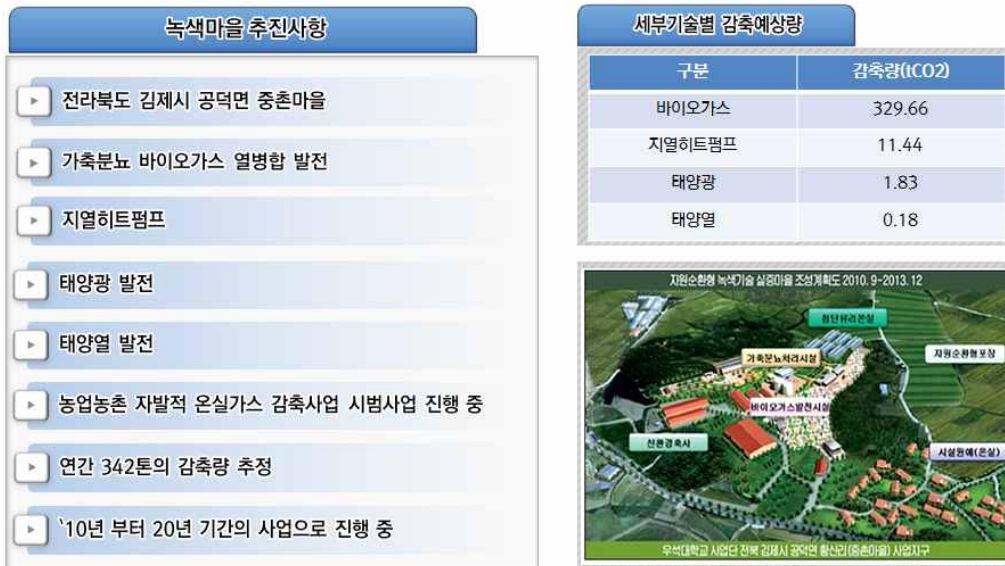 녹색마을 추진사항
전라북도 김제시 공덕면 중촌마을
가축분뇨 바이오가스 열병합 발전
지열히트펌프
태양광 발전
태양열 발전
농업농촌 자발적 온실가스 감축사업 시범사업 진행 중
연간 342톤의 감축량 추정
`10년 부터 20년 기간의 사업으로 진행 중
세부기술별 감축예상량
구분 감축량(tCO2)
바이오가스 329.66
지열히트펌프 11.44
태양광 1.83
태양열 0.18
자원순환형 녹색기술 실증마을 조성계획도 2010. 9~2013. 12
첨단유리온실
가축분뇨처리시설
자원순환형포장
바이오가스발전시설
친환경축사
시설원예(온실)
우석대학교 사업단 전북 김제시 공덕면 황산리(중촌마을) 사업지구